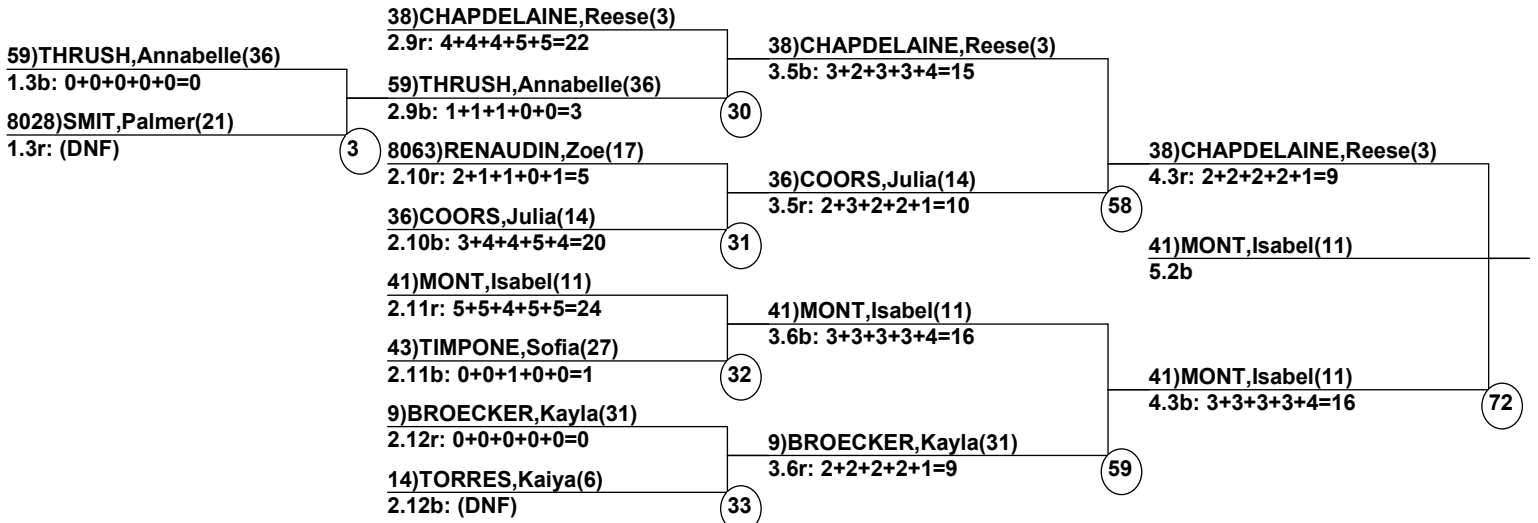 59)THRUSH,Annabelle(36)
1.3b: 0+0+0+0+0=0
8028)SMIT,Palmer(21)
1.3r: (DNF)
3
38)CHAPDELAINE,Reese(3)
2.9r: 4+4+4+5+5=22
59)THRUSH,Annabelle(36)
2.9b: 1+1+1+0+0=3
30
8063)RENAUDIN,Zoe(17)
2.10r: 2+1+1+0+1=5
36)COORS,Julia(14)
2.10b: 3+4+4+5+4=20
31
41)MONT,Isabel(11)
2.11r: 5+5+4+5+5=24
43)TIMPONE,Sofia(27)
2.11b: 0+0+1+0+0=1
32
9)BROECKER,Kayla(31)
2.12r: 0+0+0+0+0=0
14)TORRES,Kaiya(6)
2.12b: (DNF)
33
38)CHAPDELAINE,Reese(3)
3.5b: 3+2+3+3+4=15
36)COORS,Julia(14)
3.5r: 2+3+2+2+1=10
58
41)MONT,Isabel(11)
3.6b: 3+3+3+3+4=16
9)BROECKER,Kayla(31)
3.6r: 2+2+2+2+1=9
59
38)CHAPDELAINE,Reese(3)
4.3r: 2+2+2+2+1=9
41)MONT,Isabel(11)
4.3b: 3+3+3+3+4=16
72
41)MONT,Isabel(11)
5.2b